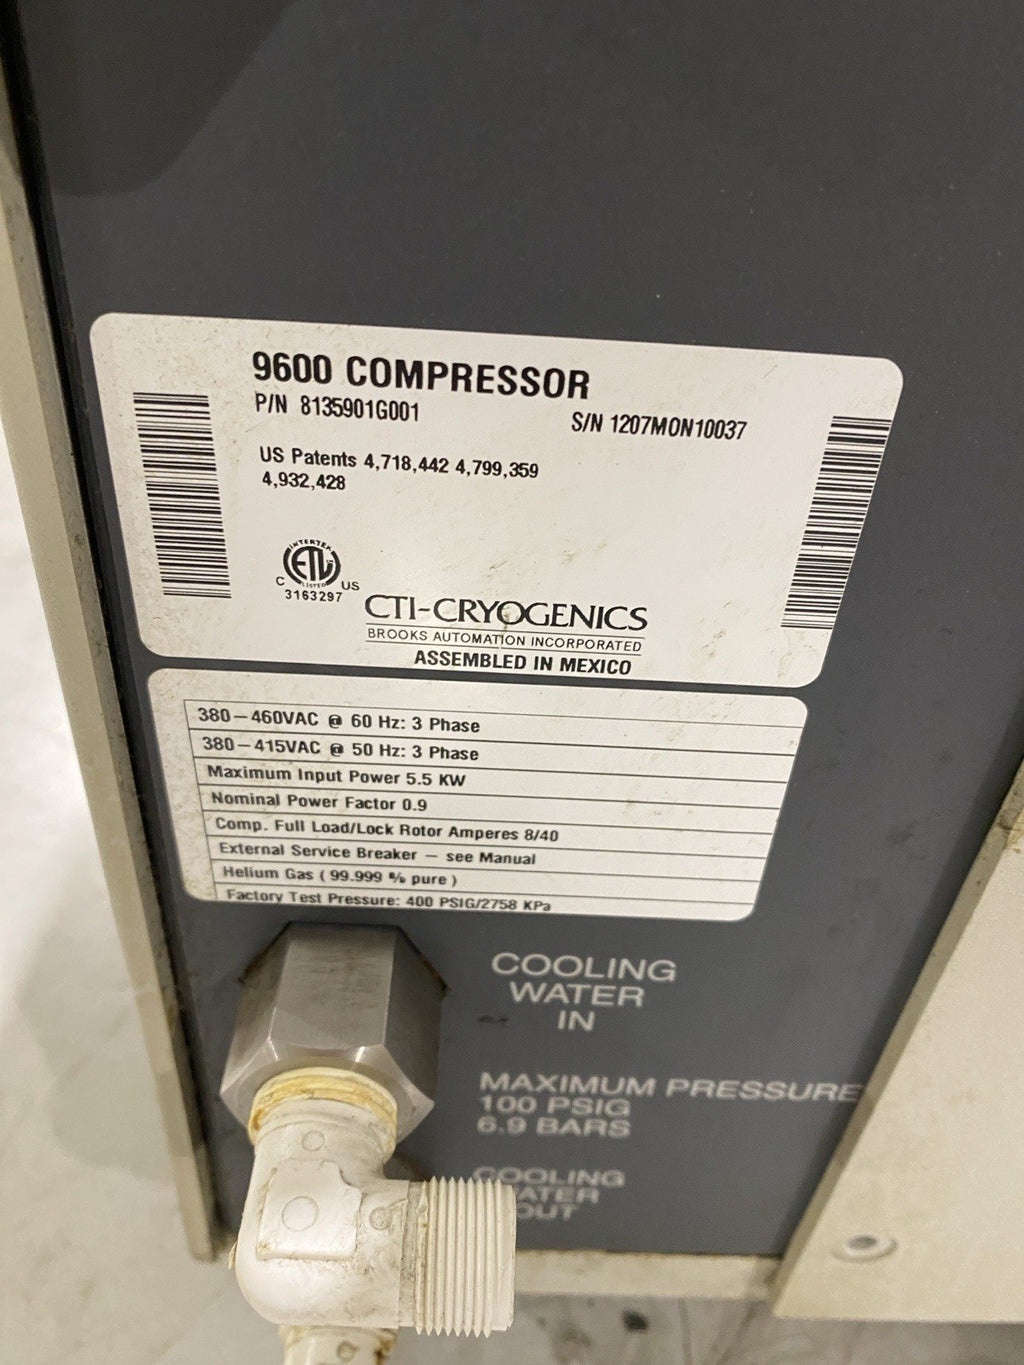 9600 COMPRESSOR
P/N 8135901G001
S/N 1207MON10037
US Patents 4,718,442 4,799,359
4,932,428
INTERTEK
ETL
LISTED
C US
3163297
CTI-CRYOGENICS
BROOKS AUTOMATION INCORPORATED
ASSEMBLED IN MEXICO
380-460VAC @ 60 Hz: 3 Phase
380-415VAC @ 50 Hz: 3 Phase
Maximum Input Power 5.5 KW
Nominal Power Factor 0.9
Comp. Full Load/Lock Rotor Amperes 8/40
External Service Breaker – see Manual
Helium Gas ( 99.999 % pure )
Factory Test Pressure: 400 PSIG/2758 KPa
COOLING
WATER
IN
MAXIMUM PRESSURE
100 PSIG
6.9 BARS
COOLING
ATER
OUT